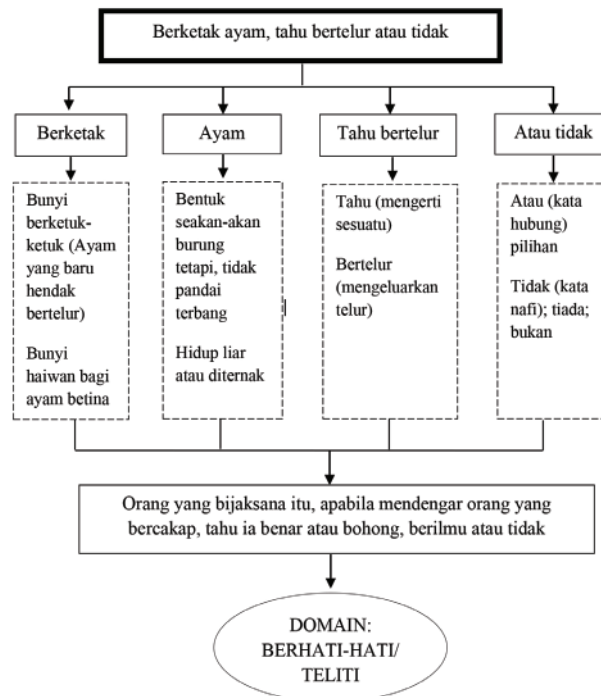 Berketak ayam, tahu bertelur atau tidak
Berketak
Ayam
Tahu bertelur
Atau tidak
Bunyi
berketuk-
ketuk (Ayam
yang baru
hendak
bertelur)
Bunyi
haiwan bagi
ayam betina
Bentuk
seakan-akan
burung
tetapi, tidak
pandai
terbang
Hidup liar
atau diternak
Tahu (mengerti
sesuatu)
Bertelur
(mengeluarkan
telur)
Atau (kata
hubung)
pilihan
Tidak (kata
nafi); tiada;
bukan
Orang yang bijaksana itu, apabila mendengar orang yang
bercakap, tahu ia benar atau bohong, berilmu atau tidak
DOMAIN:
BERHATI-HATI/
TELITI